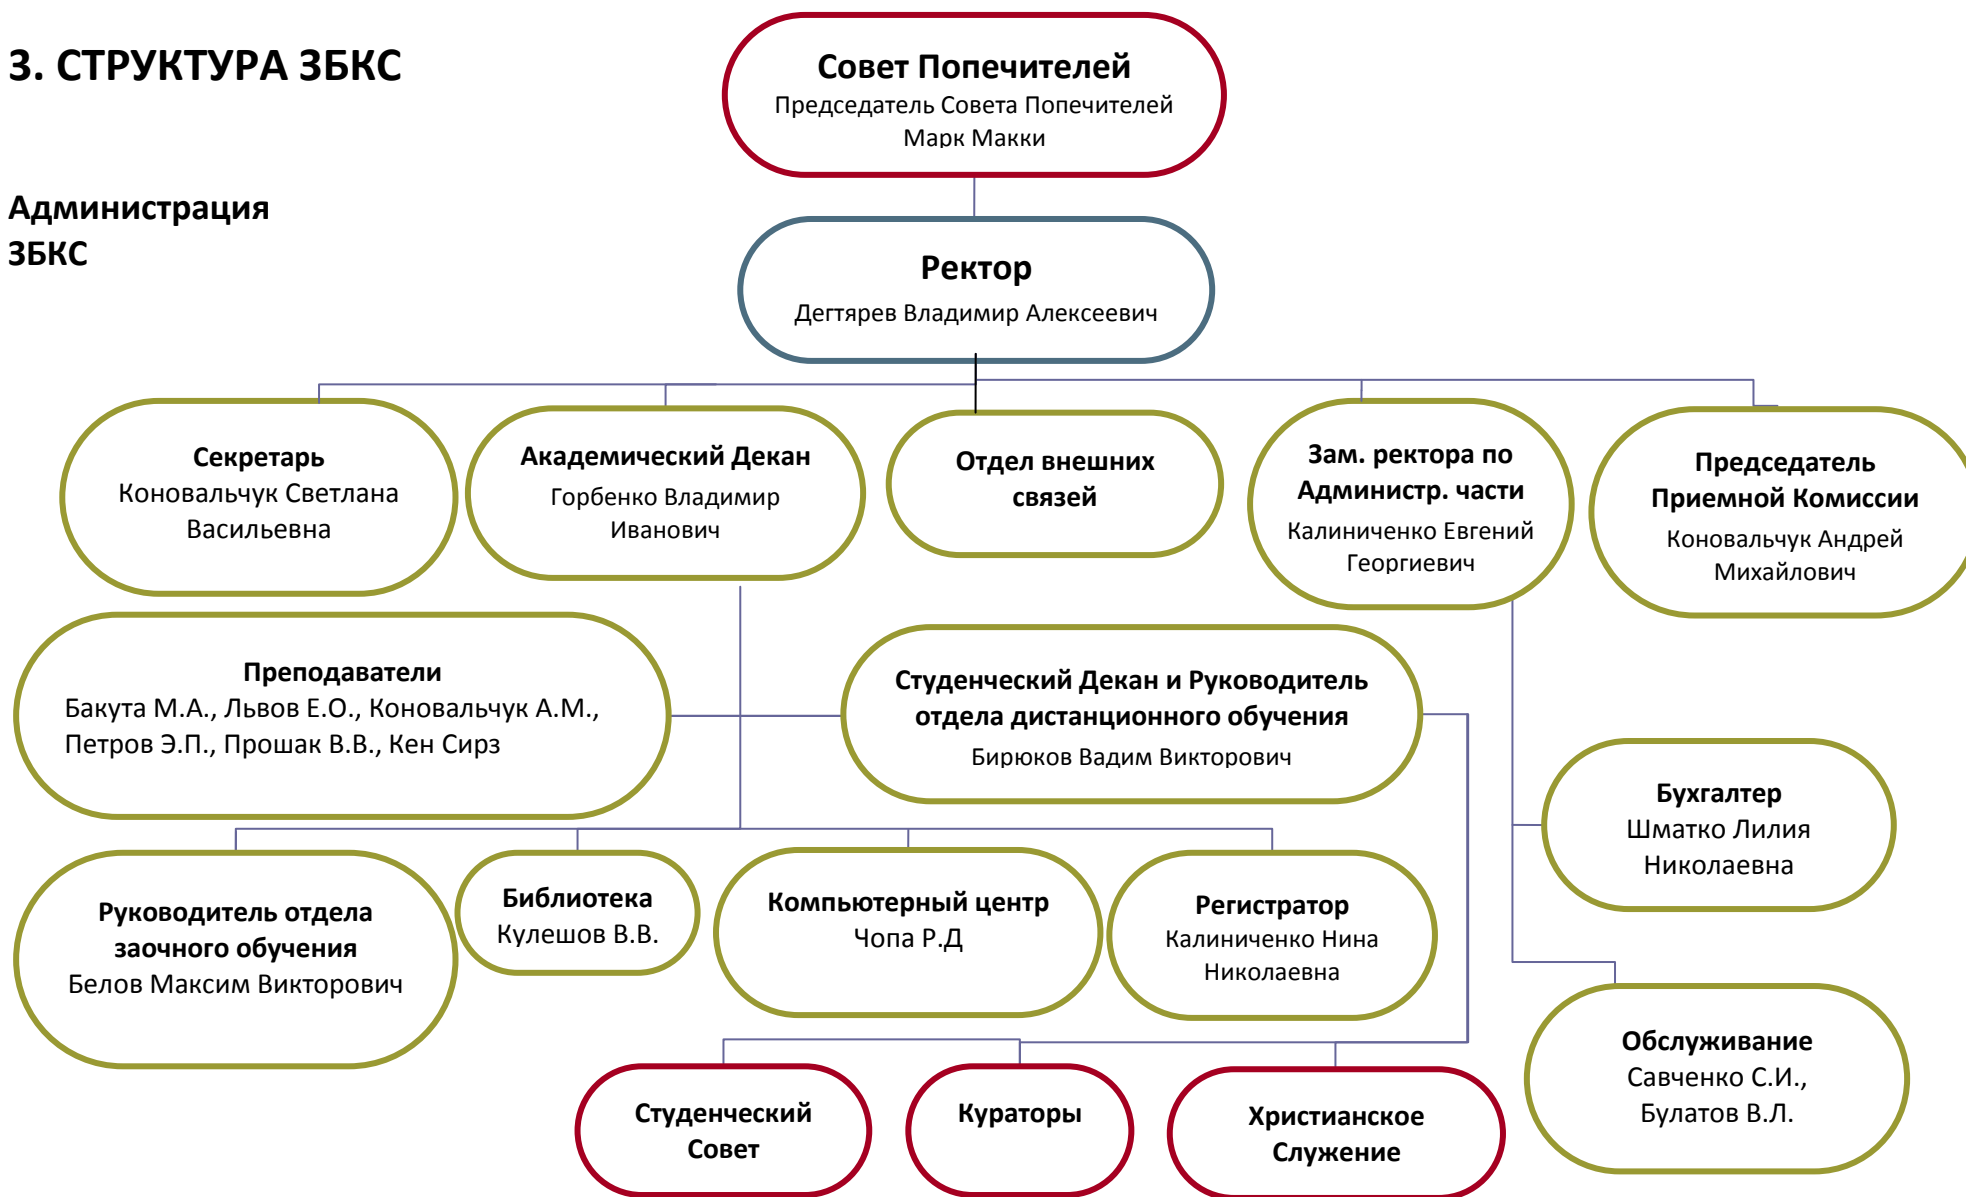 3. СТРУКТУРА ЗБКС
Совет Попечителей
Председатель Совета Попечителей
Марк Макки
Администрация
ЗБКС
Ректор
Дегтярев Владимир Алексеевич
Секретарь
Коновальчук Светлана
Васильевна
Академический Декан
Горбенко Владимир
Иванович
Отдел внешних
связей
Зам. ректора по
Администр. части
Калиниченко Евгений
Георгиевич
Председатель
Приемной Комиссии
Коновальчук Андрей
Михайлович
Преподаватели
Бакута М.А., Львов Е.О., Коновальчук А.М.,
Петров Э.П., Прошак В.В., Кен Сирз
Студенческий Декан и Руководитель
отдела дистанционного обучения
Бирюков Вадим Викторович
Бухгалтер
Шматко Лилия
Николаевна
Руководитель отдела
заочного обучения
Белов Максим Викторович
Библиотека
Кулешов В.В.
Компьютерный центр
Чопа Р.Д
Регистратор
Калиниченко Нина
Николаевна
Обслуживание
Савченко С.И.,
Булатов В.Л.
Студенческий
Совет
Кураторы
Христианское
Служение